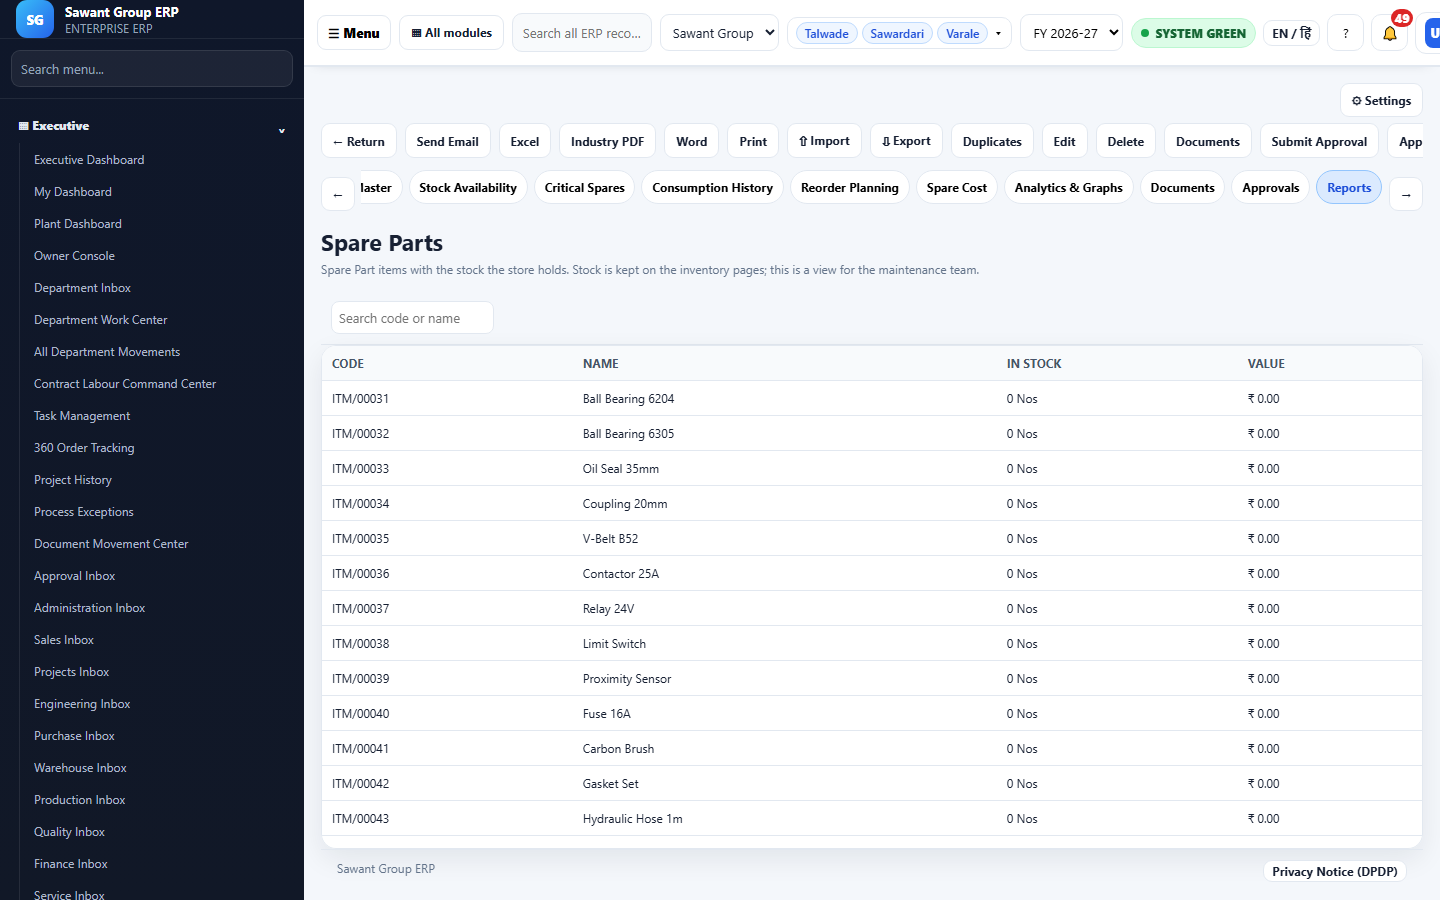 SG
Sawant Group ERP
ENTERPRISE ERP
☰ Menu
▦ All modules
Search all ERP reco...
Sawant Group
Talwade
Sawardari
Varale
FY 2026-27
SYSTEM GREEN
EN / हिं
?
49
U
Search menu...
▦ Executive
Executive Dashboard
My Dashboard
Plant Dashboard
Owner Console
Department Inbox
Department Work Center
All Department Movements
Contract Labour Command Center
Task Management
360 Order Tracking
Project History
Process Exceptions
Document Movement Center
Approval Inbox
Administration Inbox
Sales Inbox
Projects Inbox
Engineering Inbox
Purchase Inbox
Warehouse Inbox
Production Inbox
Quality Inbox
Finance Inbox
Service Inbox
⚙ Settings
← Return
Send Email
Excel
Industry PDF
Word
Print
⇧ Import
⇩ Export
Duplicates
Edit
Delete
Documents
Submit Approval
App
←
laster
Stock Availability
Critical Spares
Consumption History
Reorder Planning
Spare Cost
Analytics & Graphs
Documents
Approvals
Reports
→
Spare Parts
Spare Part items with the stock the store holds. Stock is kept on the inventory pages; this is a view for the maintenance team.
Search code or name
CODE NAME IN STOCK VALUE
ITM/00031 Ball Bearing 6204 0 Nos ₹ 0.00
ITM/00032 Ball Bearing 6305 0 Nos ₹ 0.00
ITM/00033 Oil Seal 35mm 0 Nos ₹ 0.00
ITM/00034 Coupling 20mm 0 Nos ₹ 0.00
ITM/00035 V-Belt B52 0 Nos ₹ 0.00
ITM/00036 Contactor 25A 0 Nos ₹ 0.00
ITM/00037 Relay 24V 0 Nos ₹ 0.00
ITM/00038 Limit Switch 0 Nos ₹ 0.00
ITM/00039 Proximity Sensor 0 Nos ₹ 0.00
ITM/00040 Fuse 16A 0 Nos ₹ 0.00
ITM/00041 Carbon Brush 0 Nos ₹ 0.00
ITM/00042 Gasket Set 0 Nos ₹ 0.00
ITM/00043 Hydraulic Hose 1m 0 Nos ₹ 0.00
Sawant Group ERP
Privacy Notice (DPDP)